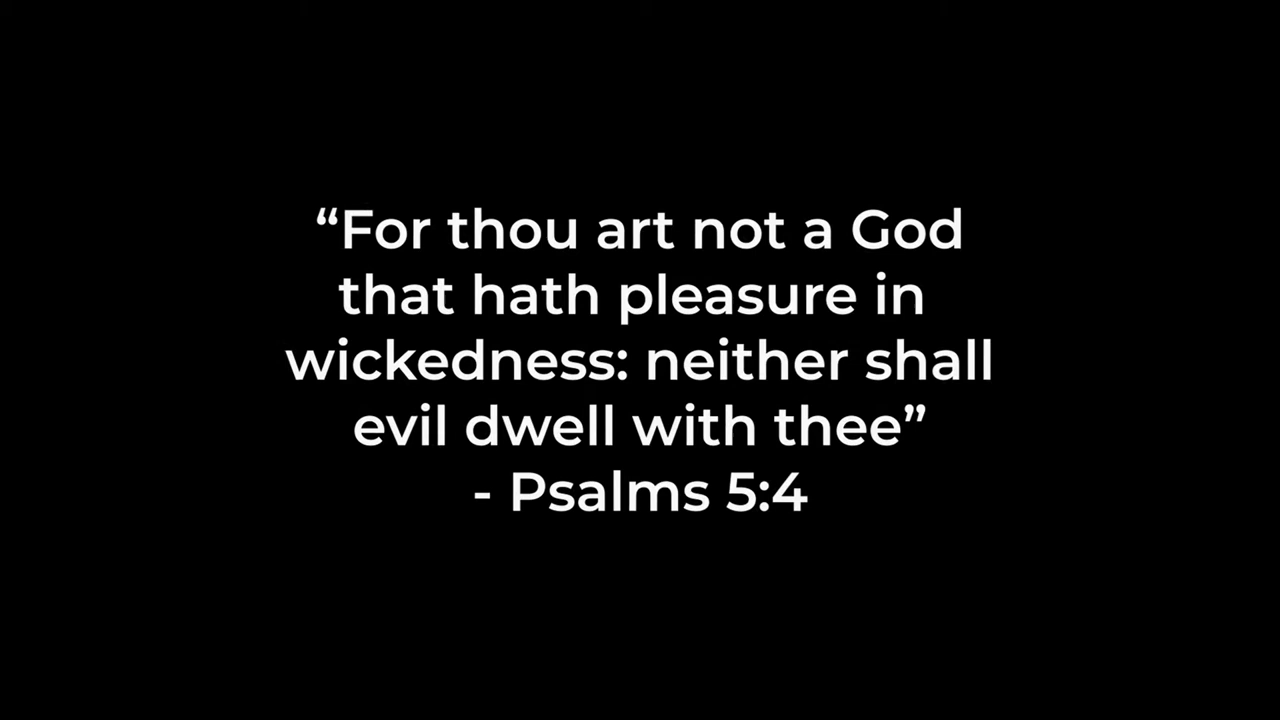 “For thou art not a God
that hath pleasure in
wickedness: neither shall
evil dwell with thee”
- Psalms 5:4